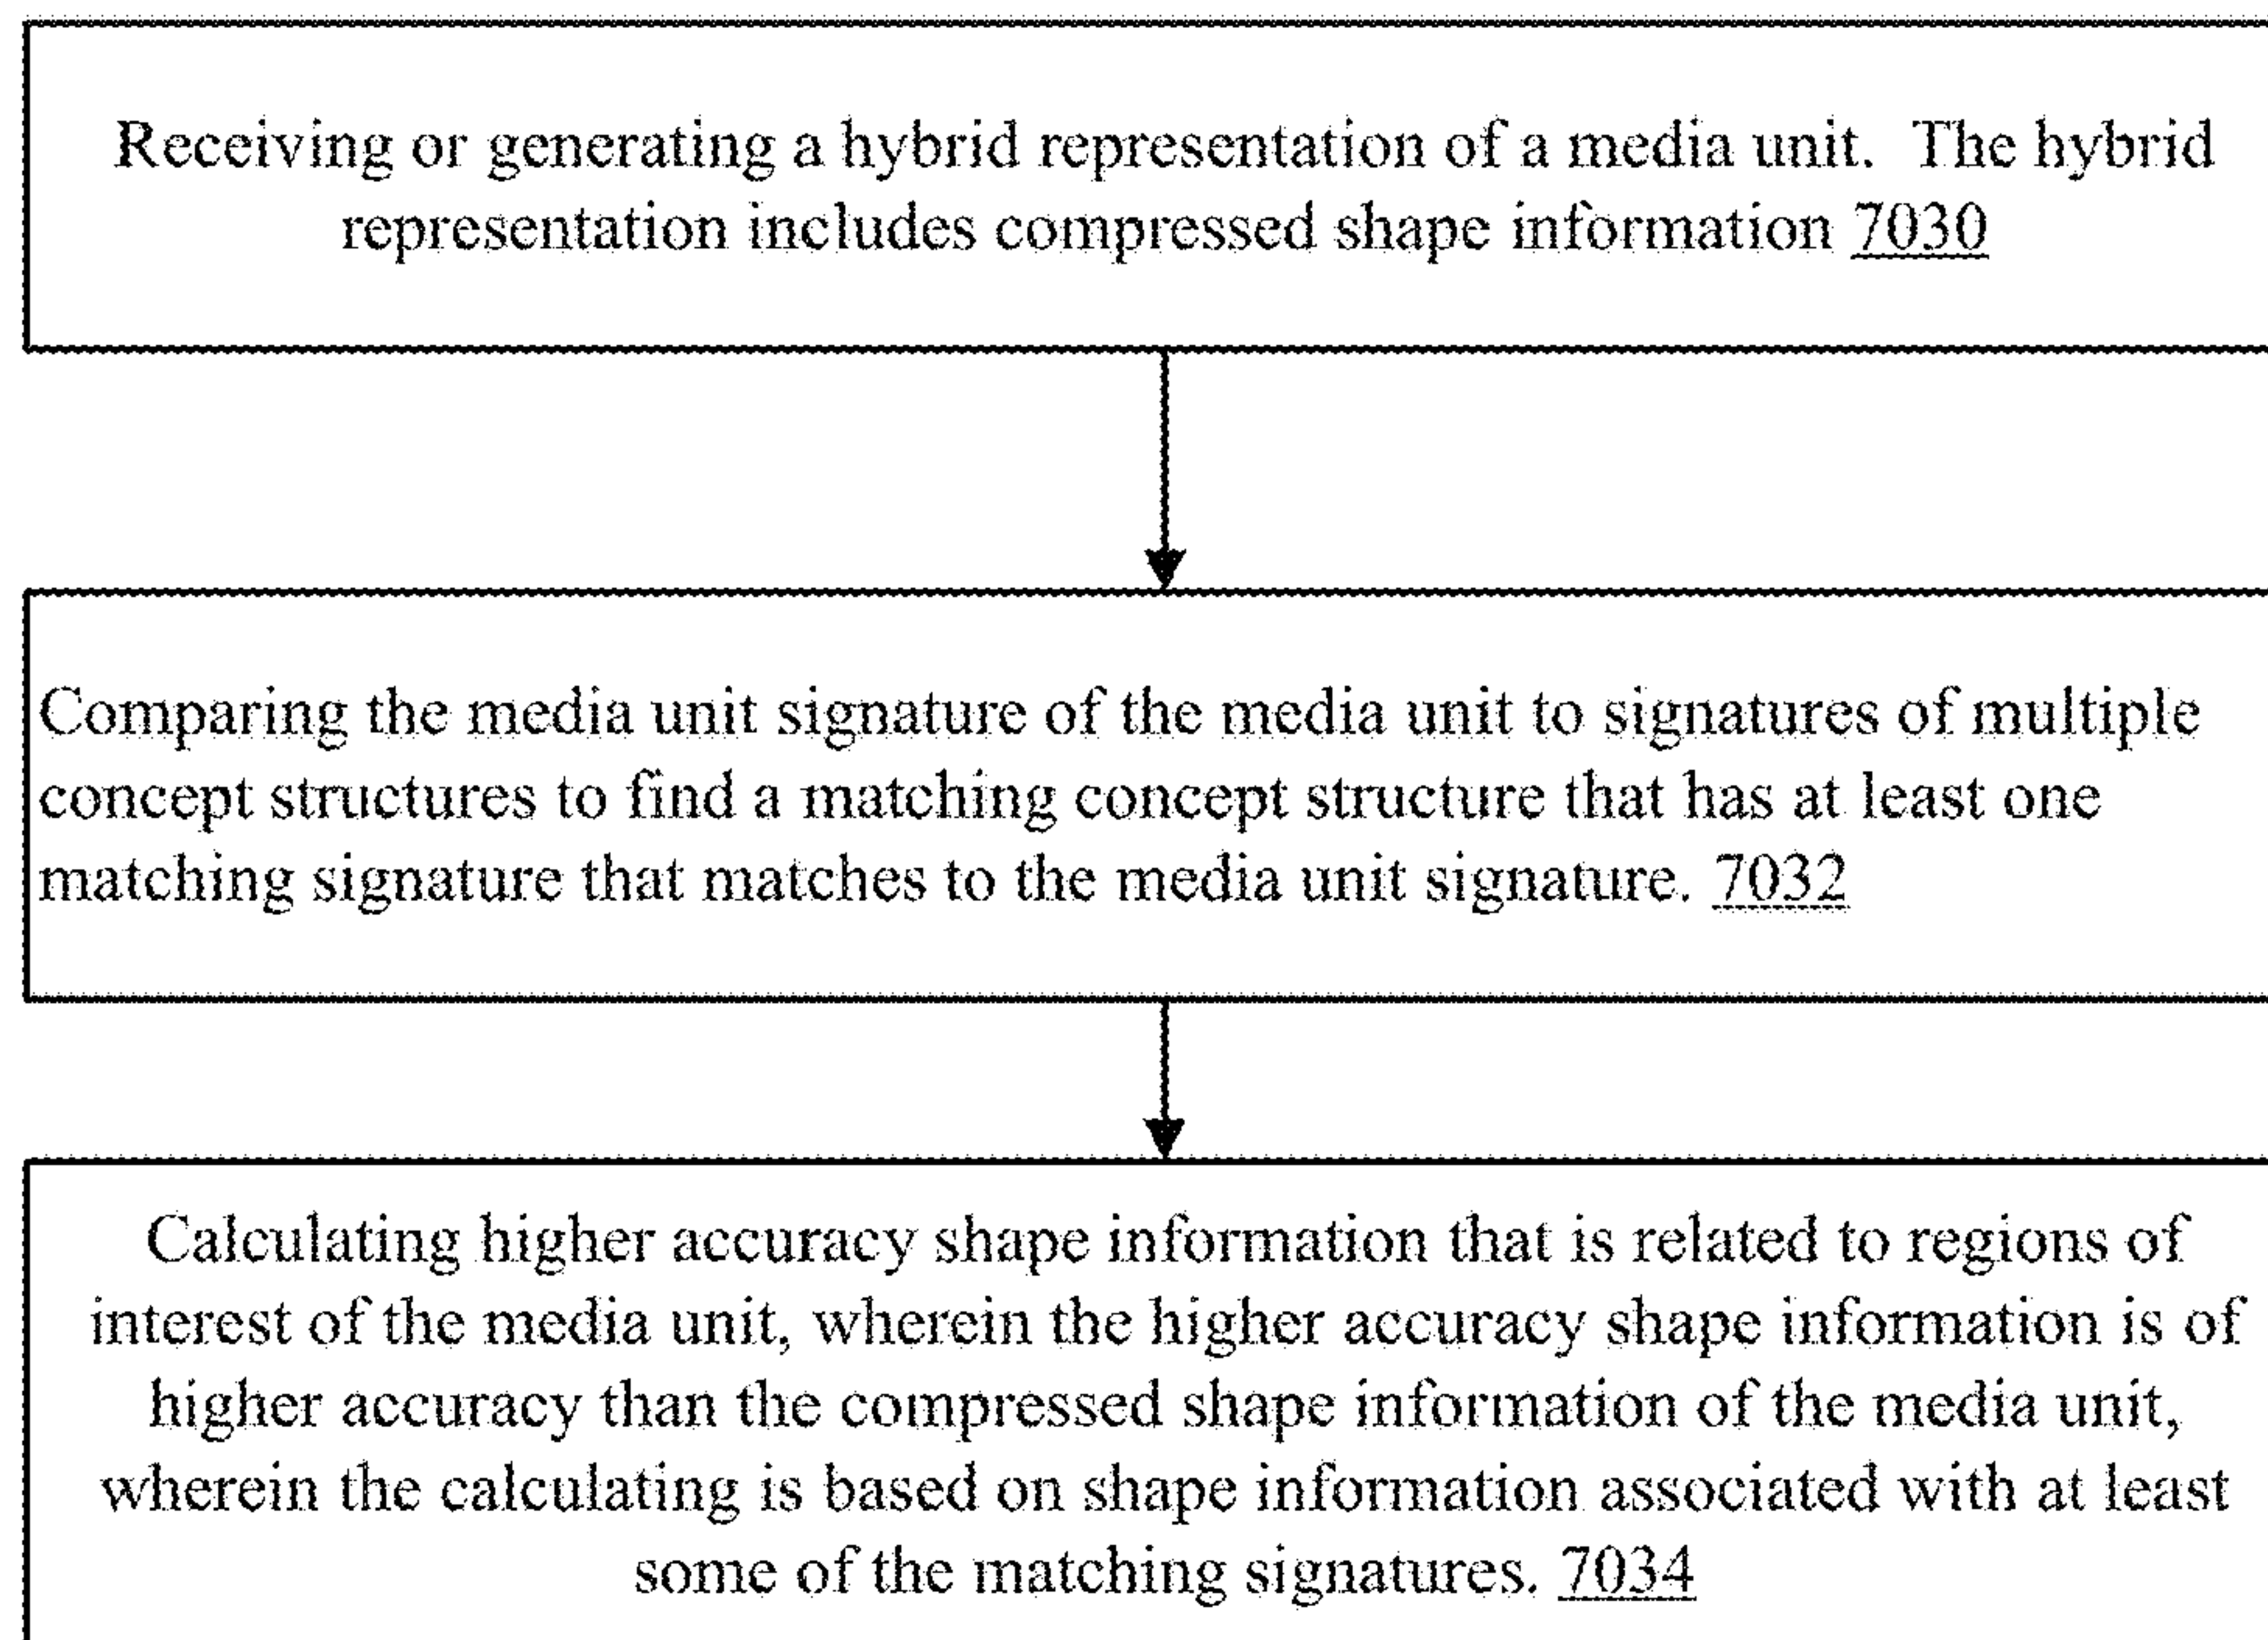 Receiving or generating a hybrid representation of a media unit. The hybrid
representation includes compressed shape information 7030
Comparing the media unit signature of the media unit to signatures of multiple
concept structures to find a matching concept structure that has at least one
matching signature that matches to the media unit signature. 7032
Calculating higher accuracy shape information that is related to regions of
interest of the media unit, wherein the higher accuracy shape information is of
higher accuracy than the compressed shape information of the media unit,
wherein the calculating is based on shape information associated with at least
some of the matching signatures. 7034